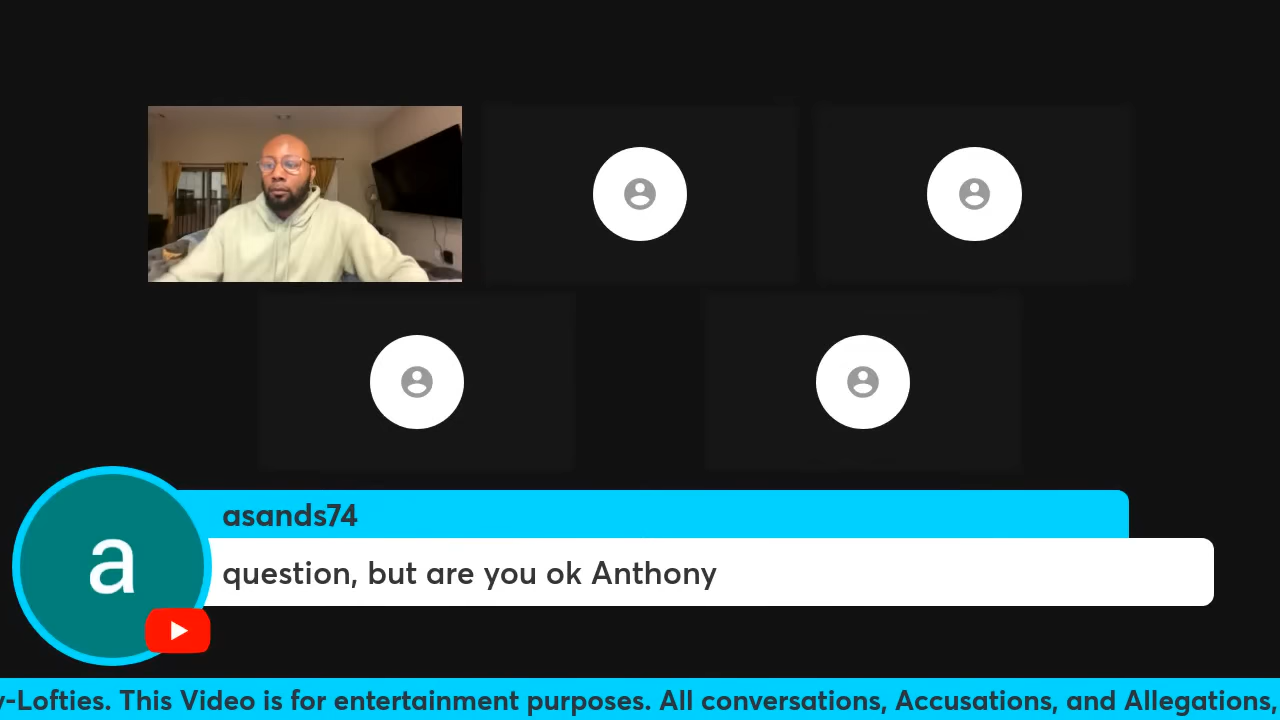 a
asands74
question, but are you ok Anthony
-Lofties. This Video is for entertainment purposes. All conversations, Accusations, and Allegations,